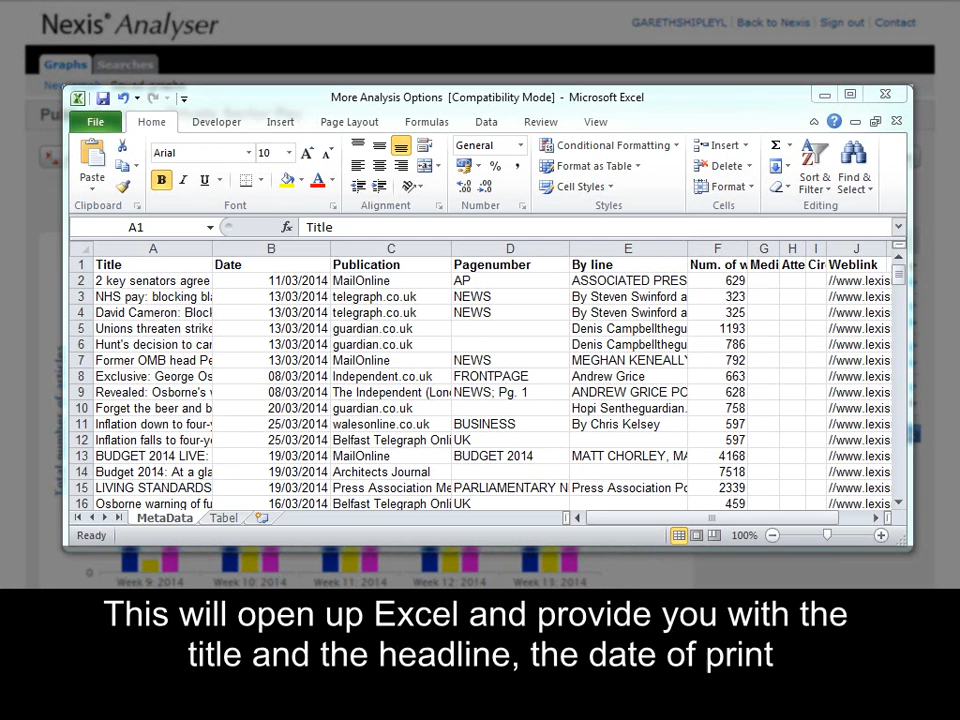 Nexis® Analyser
GARETHSHIPLEYL | Back to Nexis | Sign out | Contact
Graphs Searches
More Analysis Options [Compatibility Mode] - Microsoft Excel
File Home Developer Insert Page Layout Formulas Data Review View
Arial 10 General Conditional Formatting Insert Σ
Paste B I U % , Format as Table Delete Sort & Filter Find & Select
Cell Styles Format
Clipboard Font Alignment Number Styles Cells Editing
A1 fx Title
A B C D E F G H I J
1 Title Date Publication Pagenumber By line Num. of w Medi Atte Cir Weblink
2 2 key senators agree 11/03/2014 MailOnline AP ASSOCIATED PRES 629 //www.lexis
3 NHS pay: blocking bla 13/03/2014 telegraph.co.uk NEWS By Steven Swinford a 323 //www.lexis
4 David Cameron: Block 13/03/2014 telegraph.co.uk NEWS By Steven Swinford a 325 //www.lexis
5 Unions threaten strike 13/03/2014 guardian.co.uk Denis Campbellthegu 1193 //www.lexis
6 Hunt's decision to car 13/03/2014 guardian.co.uk Denis Campbellthegu 786 //www.lexis
7 Former OMB head Pe 13/03/2014 MailOnline NEWS MEGHAN KENEALLY 792 //www.lexis
8 Exclusive: George Os 08/03/2014 Independent.co.uk FRONTPAGE Andrew Grice 663 //www.lexis
9 Revealed: Osborne's v 08/03/2014 The Independent (Lon NEWS; Pg. 1 ANDREW GRICE PO 628 //www.lexis
10 Forget the beer and b 20/03/2014 guardian.co.uk Hopi Sentheguardian. 758 //www.lexis
11 Inflation down to four- 25/03/2014 walesonline.co.uk BUSINESS By Chris Kelsey 597 //www.lexis
12 Inflation falls to four-ye 25/03/2014 Belfast Telegraph Onli UK 597 //www.lexis
13 BUDGET 2014 LIVE: 19/03/2014 MailOnline BUDGET 2014 MATT CHORLEY, MA 4168 //www.lexis
14 Budget 2014: At a gla 19/03/2014 Architects Journal 7518 //www.lexis
15 LIVING STANDARDS 19/03/2014 Press Association Me PARLIAMENTARY N Press Association Po 2339 //www.lexis
16 Osborne warning of fu 16/03/2014 Belfast Telegraph Onli UK 459 //www.lexis
MetaData Tabel
Ready 100%
0
Week 9: 2014 Week 10: 2014 Week 11: 2014 Week 12: 2014 Week 13: 2014
This will open up Excel and provide you with the
title and the headline, the date of print